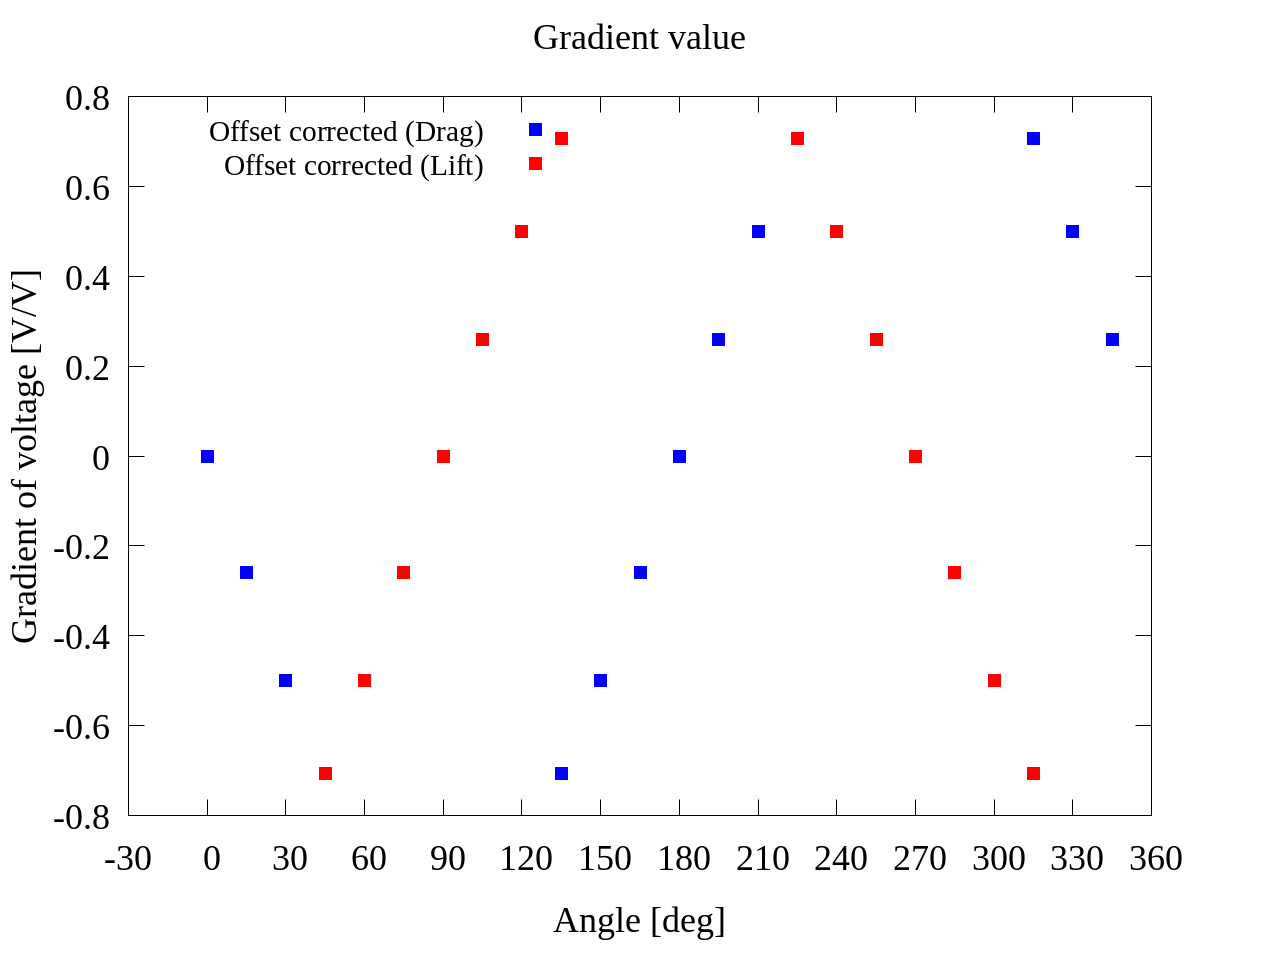 Gradient value
Offset corrected (Drag)
Offset corrected (Lift)
Gradient of voltage [V/V]
0.8
0.6
0.4
0.2
0
-0.2
-0.4
-0.6
-0.8
-30 0 30 60 90 120 150 180 210 240 270 300 330 360
Angle [deg]